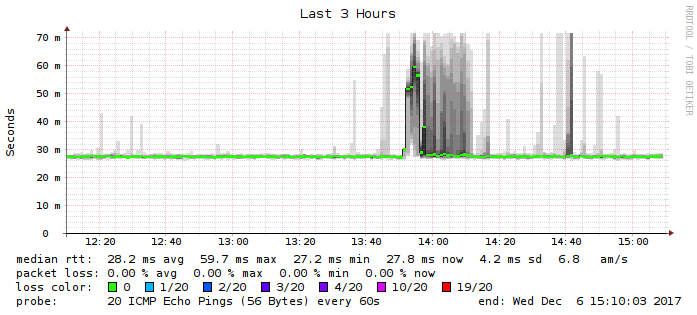 Last 3 Hours
RRDTOOL / TOBI OETIKER
Seconds
70 m
60 m
50 m
40 m
30 m
20 m
10 m
0
12:20 12:40 13:00 13:20 13:40 14:00 14:20 14:40 15:00
median rtt: 28.2 ms avg 59.7 ms max 27.2 ms min 27.8 ms now 4.2 ms sd 6.8 am/s
packet loss: 0.00 % avg 0.00 % max 0.00 % min 0.00 % now
loss color: 0 1/20 2/20 3/20 4/20 10/20 19/20
probe: 20 ICMP Echo Pings (56 Bytes) every 60s end: Wed Dec 6 15:10:03 2017